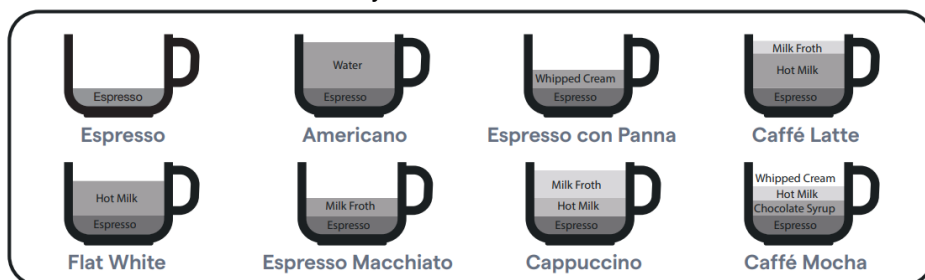 Espresso
Espresso
Water
Espresso
Americano
Whipped Cream
Espresso
Espresso con Panna
Milk Froth
Hot Milk
Espresso
Caffé Latte
Hot Milk
Espresso
Flat White
Milk Froth
Espresso
Espresso Macchiato
Milk Froth
Hot Milk
Espresso
Cappuccino
Whipped Cream
Hot Milk
Chocolate Syrup
Espresso
Caffé Mocha